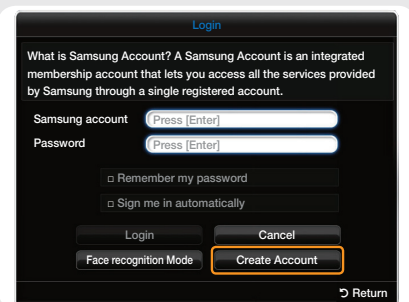 Login
What is Samsung Account? A Samsung Account is an integrated
membership account that lets you access all the services provided
by Samsung through a single registered account.
Samsung account Press [Enter]
Password Press [Enter]
Remember my password
Sign me in automatically
Login Cancel
Face recognition Mode Create Account
Return